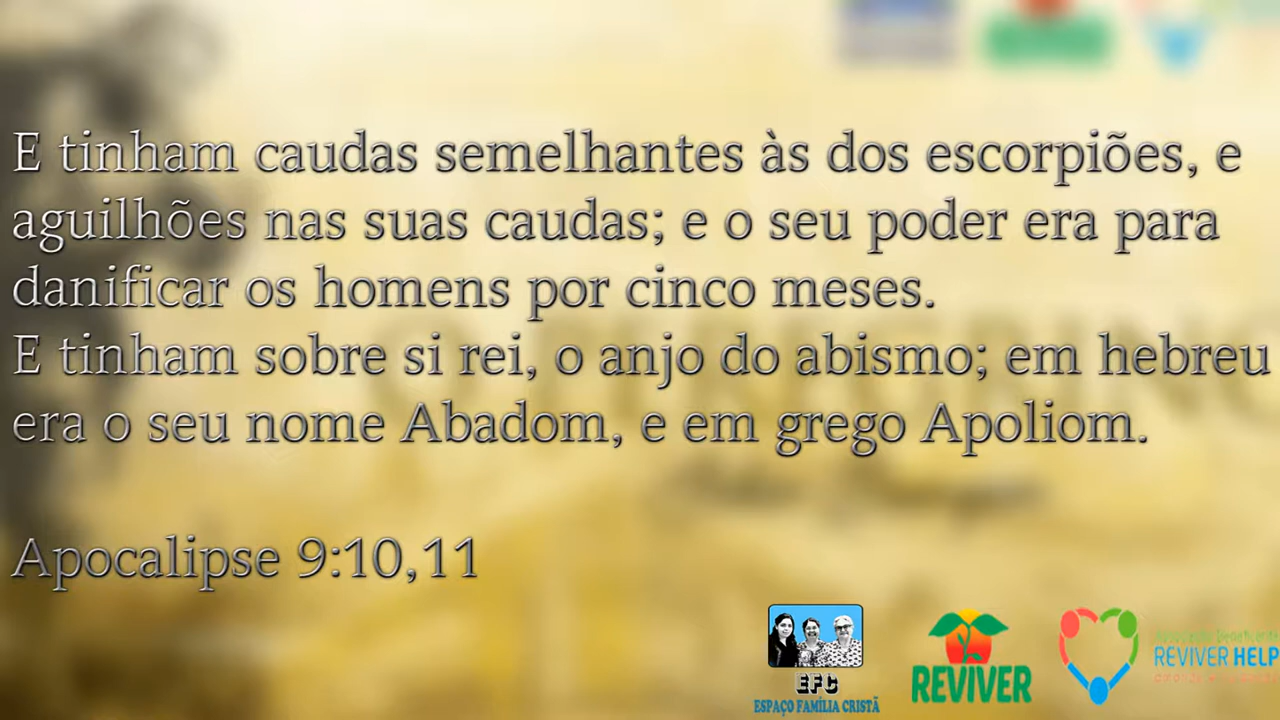 E tinham caudas semelhantes às dos escorpiões, e
aguilhões nas suas caudas; e o seu poder era para
danificar os homens por cinco meses.
E tinham sobre si rei, o anjo do abismo; em hebreu
era o seu nome Abadom, e em grego Apoliom.
Apocalipse 9:10,11
EFC
ESPAÇO FAMÍLIA CRISTÃ
REVIVER
REVIVER HELP